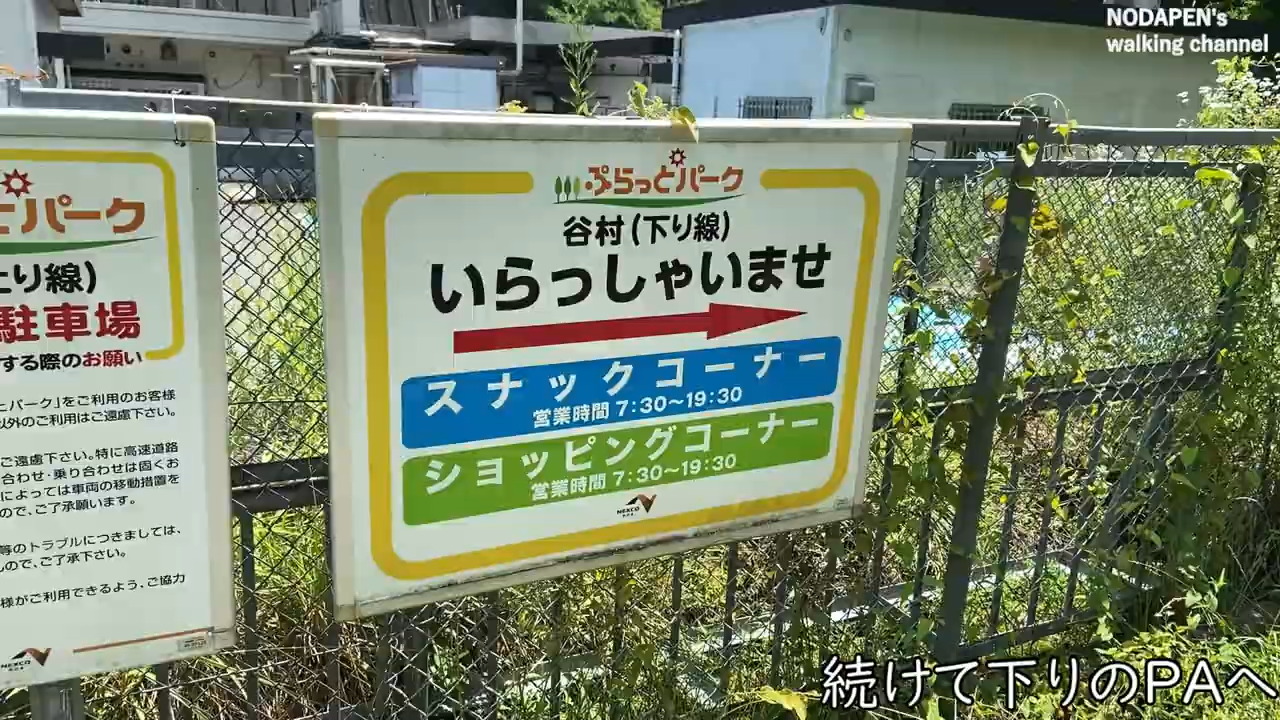 NODAPEN's
walking channel
とパーク
上り線)
駐車場
する際のお願い
とパーク」をご利用のお客様
以外のご利用はご遠慮下さい。
ご遠慮下さい。特に高速道路
合わせ・乗り合わせは固くお
によっては車両の移動措置を
ので、ご了承願います。
等のトラブルにつきましては、
んので、ご了承下さい。
様がご利用できるよう、ご協力
NEXCO
ぷらっとパーク
谷村(下り線)
いらっしゃいませ
スナックコーナー
営業時間 7:30〜19:30
ショッピングコーナー
営業時間 7:30〜19:30
NEXCO
続けて下りのPAへ